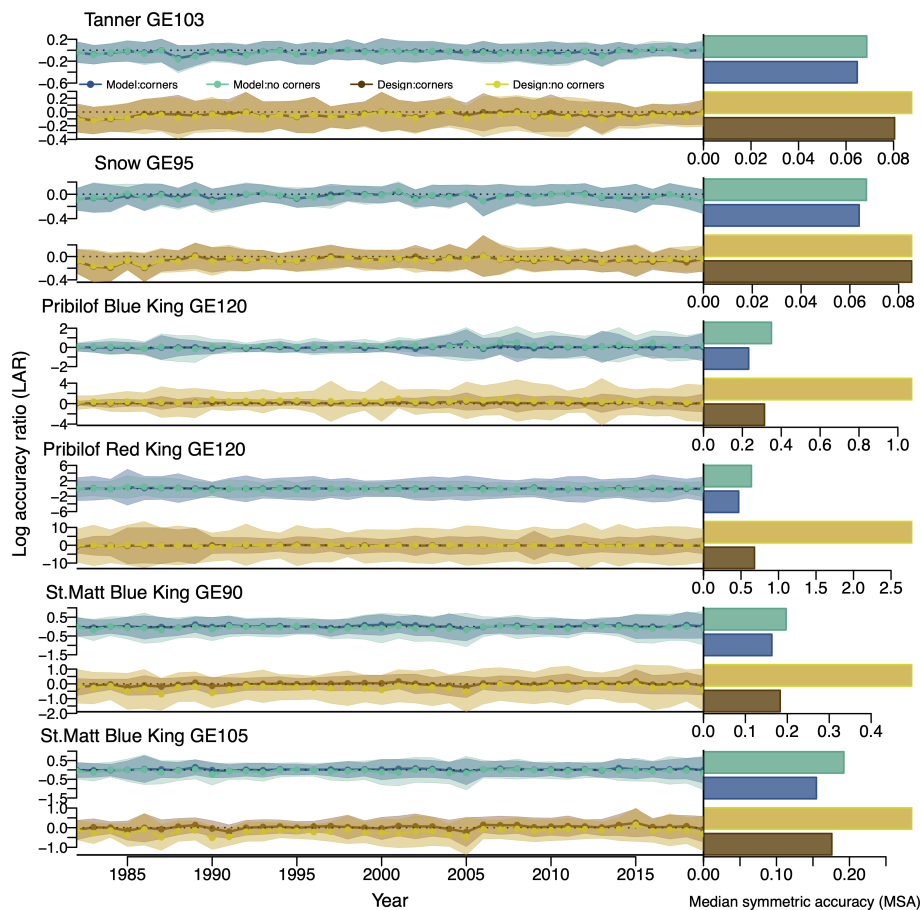 Tanner GE103
0.2
−0.2
−0.6
Model:corners Model:no corners Design:corners Design:no corners
0.2
0.0
−0.2
−0.4
0.00 0.02 0.04 0.06 0.08
Snow GE95
0.0
−0.4
0.0
−0.4
0.00 0.02 0.04 0.06 0.08
Pribilof Blue King GE120
2
0
−2
4
0
−4
0.0 0.2 0.4 0.6 0.8 1.0
Log accuracy ratio (LAR)
Pribilof Red King GE120
6
2
−2
−6
10
0
−10
0.0 0.5 1.0 1.5 2.0 2.5
St.Matt Blue King GE90
0.5
−0.5
−1.5
1.0
0.0
−1.0
−2.0
0.0 0.1 0.2 0.3 0.4
St.Matt Blue King GE105
0.5
−0.5
−1.5
1.0
0.0
−1.0
1985 1990 1995 2000 2005 2010 2015
0.10 0.20
Year
Median symmetric accuracy (MSA)